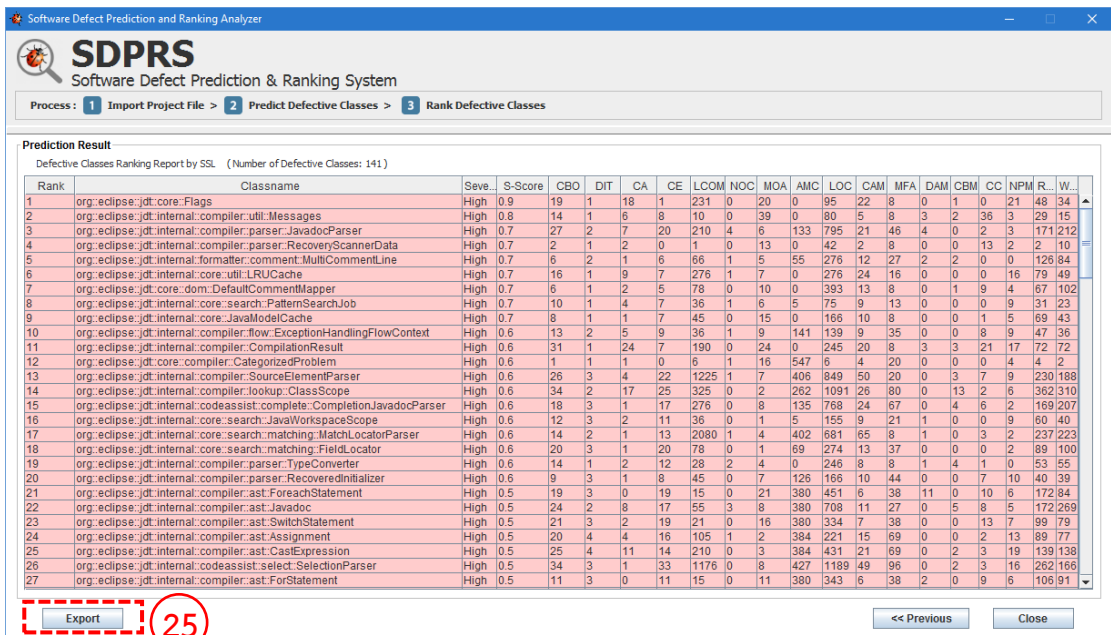 Software Defect Prediction and Ranking Analyzer
SDPRS
Software Defect Prediction & Ranking System
Process : 1 Import Project File > 2 Predict Defective Classes > 3 Rank Defective Classes
Prediction Result
Defective Classes Ranking Report by SSL (Number of Defective Classes: 141)
Rank Classname Seve... S-Score CBO DIT CA CE LCOM NOC MOA AMC LOC CAM MFA DAM CBM CC NPM R... W...
1 org::eclipse::jdt::core::Flags High 0.9 19 1 18 1 231 0 20 0 95 22 8 0 1 0 21 48 34
2 org::eclipse::jdt::internal::compiler::util::Messages High 0.8 14 1 6 8 10 0 39 0 80 5 8 3 2 36 3 29 15
3 org::eclipse::jdt::internal::compiler::parser::JavadocParser High 0.7 27 2 7 20 210 4 6 133 795 21 46 4 0 2 3 171 212
4 org::eclipse::jdt::internal::compiler::parser::RecoveryScannerData High 0.7 2 1 2 0 1 0 13 0 42 2 8 0 0 13 2 2 10
5 org::eclipse::jdt::internal::formatter::comment::MultiCommentLine High 0.7 6 2 1 6 66 1 5 55 276 12 27 2 2 0 0 126 84
6 org::eclipse::jdt::internal::core::util::LRUCache High 0.7 16 1 9 7 276 1 7 0 276 24 16 0 0 0 16 79 49
7 org::eclipse::jdt::core::dom::DefaultCommentMapper High 0.7 6 1 2 5 78 0 10 0 393 13 8 0 1 9 4 67 102
8 org::eclipse::jdt::internal::core::search::PatternSearchJob High 0.7 10 1 4 7 36 1 6 5 75 9 13 0 0 0 9 31 23
9 org::eclipse::jdt::internal::core::JavaModelCache High 0.7 8 1 1 7 45 0 15 0 166 10 8 0 0 1 5 69 43
10 org::eclipse::jdt::internal::compiler::flow::ExceptionHandlingFlowContext High 0.6 13 2 5 9 36 1 9 141 139 9 35 0 0 8 9 47 36
11 org::eclipse::jdt::internal::compiler::CompilationResult High 0.6 31 1 24 7 190 0 24 0 245 20 8 3 3 21 17 72 72
12 org::eclipse::jdt::core::compiler::CategorizedProblem High 0.6 1 1 1 0 6 1 16 547 6 4 20 0 0 0 4 4 2
13 org::eclipse::jdt::internal::compiler::SourceElementParser High 0.6 26 3 4 22 1225 1 7 406 849 50 20 0 3 7 9 230 188
14 org::eclipse::jdt::internal::compiler::lookup::ClassScope High 0.6 34 2 17 25 325 0 2 262 1091 26 80 0 13 2 6 362 310
15 org::eclipse::jdt::internal::codeassist::complete::CompletionJavadocParser High 0.6 18 3 1 17 276 0 8 135 768 24 67 0 4 6 2 169 207
16 org::eclipse::jdt::internal::core::search::JavaWorkspaceScope High 0.6 12 3 2 11 36 0 1 5 155 9 21 1 0 0 9 60 40
17 org::eclipse::jdt::internal::core::search::matching::MatchLocatorParser High 0.6 14 2 1 13 2080 1 4 402 681 65 8 1 0 3 2 237 223
18 org::eclipse::jdt::internal::core::search::matching::FieldLocator High 0.6 20 3 1 20 78 0 1 69 274 13 37 0 0 0 2 89 100
19 org::eclipse::jdt::internal::compiler::parser::TypeConverter High 0.6 14 1 2 12 28 2 4 0 246 8 8 1 4 1 0 53 55
20 org::eclipse::jdt::internal::compiler::parser::RecoveredInitializer High 0.6 9 3 1 8 45 0 7 126 166 10 44 0 0 7 10 40 39
21 org::eclipse::jdt::internal::compiler::ast::ForeachStatement High 0.5 19 3 0 19 15 0 21 380 451 6 38 11 0 10 6 172 84
22 org::eclipse::jdt::internal::compiler::ast::Javadoc High 0.5 24 2 8 17 55 3 8 380 708 11 27 0 5 8 5 172 269
23 org::eclipse::jdt::internal::compiler::ast::SwitchStatement High 0.5 21 3 2 19 21 0 16 380 334 7 38 0 0 13 7 99 79
24 org::eclipse::jdt::internal::compiler::ast::Assignment High 0.5 20 4 4 16 105 1 2 384 221 15 69 0 0 2 13 89 77
25 org::eclipse::jdt::internal::compiler::ast::CastExpression High 0.5 25 4 11 14 210 0 3 384 431 21 69 0 2 3 19 139 138
26 org::eclipse::jdt::internal::codeassist::select::SelectionParser High 0.5 34 3 1 33 1176 0 8 427 1189 49 96 0 2 3 16 262 166
27 org::eclipse::jdt::internal::compiler::ast::ForStatement High 0.5 11 3 0 11 15 0 11 380 343 6 38 2 0 9 6 106 91
Export 25 << Previous Close